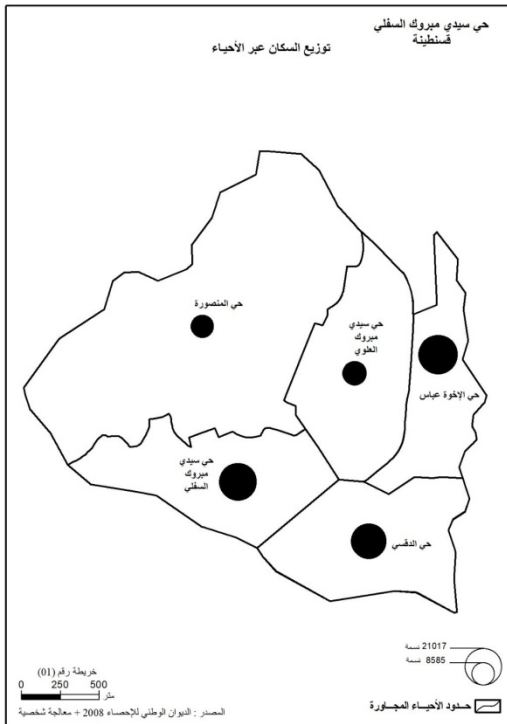 حي سيدي مبروك السفلي
قسنطينة
توزيع السكان عبر الأحياء
حي المنصورة
حي سيدي
مبروك
العلوي
حي الإخوة عباس
حي سيدي
مبروك
السفلي
حي الدقسي
21017 نسمة
8585 نسمة
خريطة رقم (01)
0 250 500
متر
حدود الأحياء المجاورة
المصدر : الديوان الوطني للإحصاء 2008 + معالجة شخصية